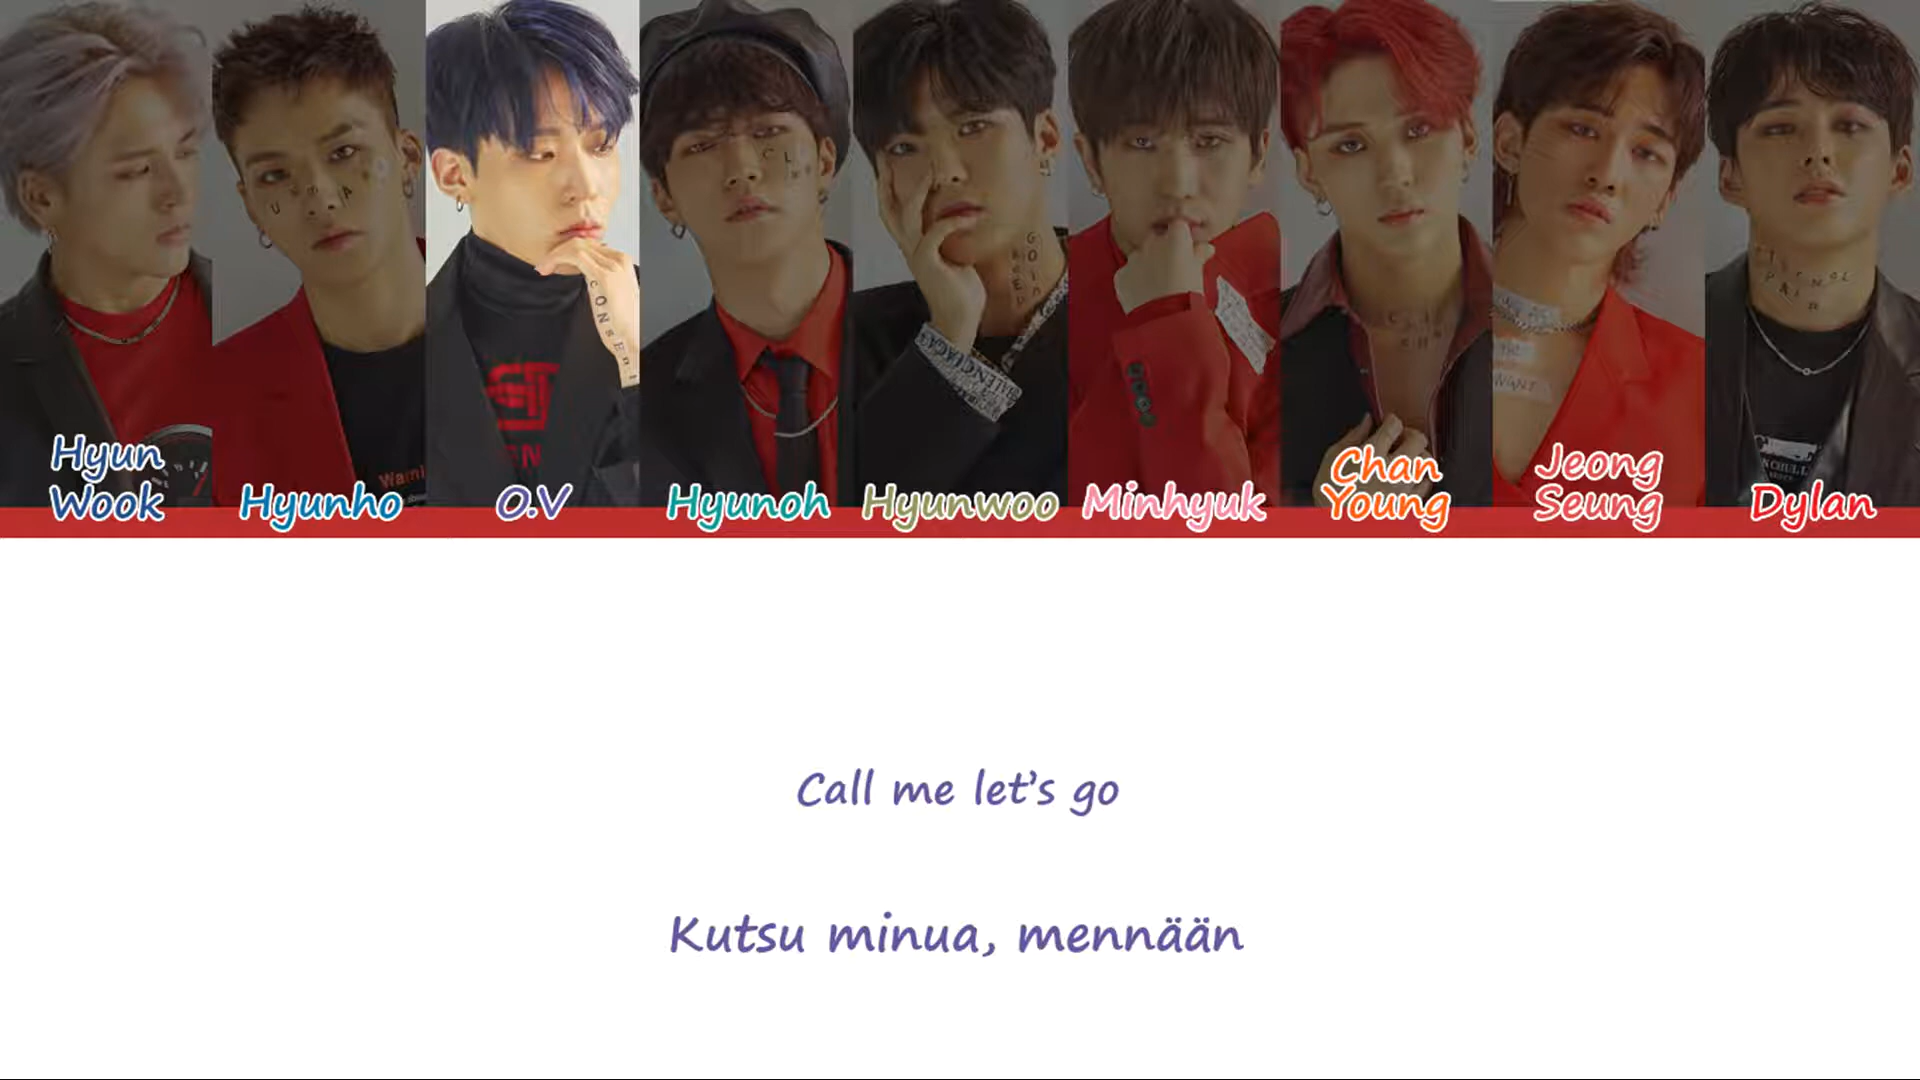 Hyun
Wook
Hyunho
O.V
Hyunoh
Hyunwoo
Minhyuk
Chan
Young
Jeong
Seung
Dylan
Call me let's go
Kutsu minua, mennään